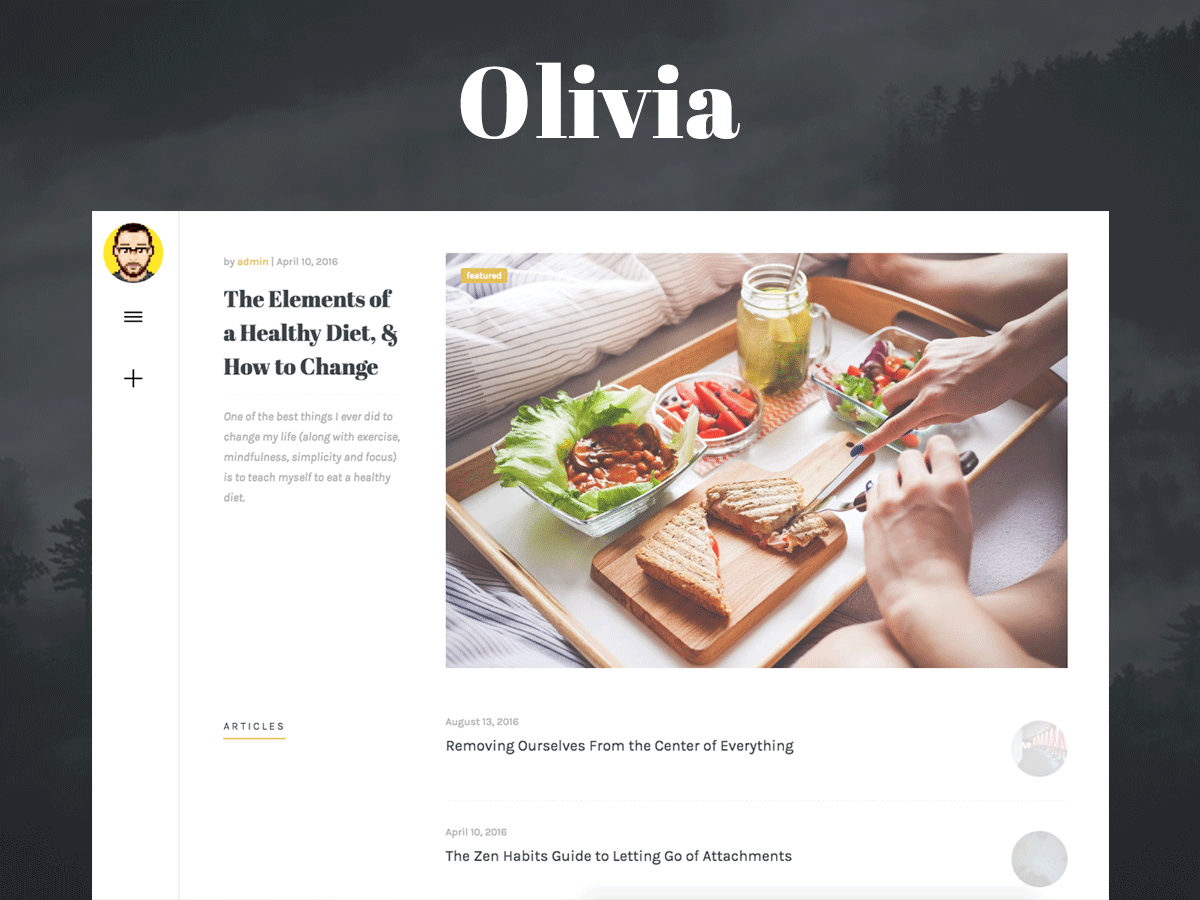 Olivia
by admin | April 10, 2016
The Elements of
a Healthy Diet, &
How to Change
One of the best things I ever did to
change my life (along with exercise,
mindfulness, simplicity and focus)
is to teach myself to eat a healthy
diet.
featured
ARTICLES
August 13, 2016
Removing Ourselves From the Center of Everything
April 10, 2016
The Zen Habits Guide to Letting Go of Attachments